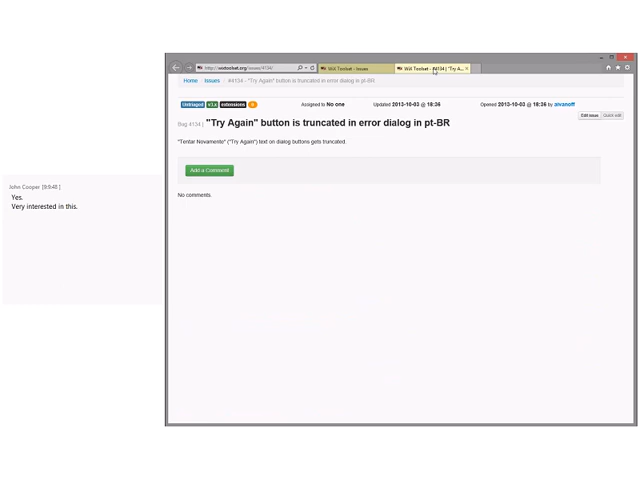 http://wixtoolset.org/issues/4134/
WiX Toolset : Issues
WiX Toolset - #4134 | "Try A...
Home
Issues
#4134 - "Try Again" button is truncated in error dialog in pt-BR
Untriaged v3.x extensions 0
Assigned to No one
Updated 2013-10-03 @ 18:36
Opened 2013-10-03 @ 18:36 by aivanoff
Edit issue Quick edit
Bug 4134 | "Try Again" button is truncated in error dialog in pt-BR
"Tentar Novamente" ("Try Again") text on dialog buttons gets truncated.
Add a Comment
No comments.
John Cooper [9:9:48 ]
Yes.
Very interested in this.